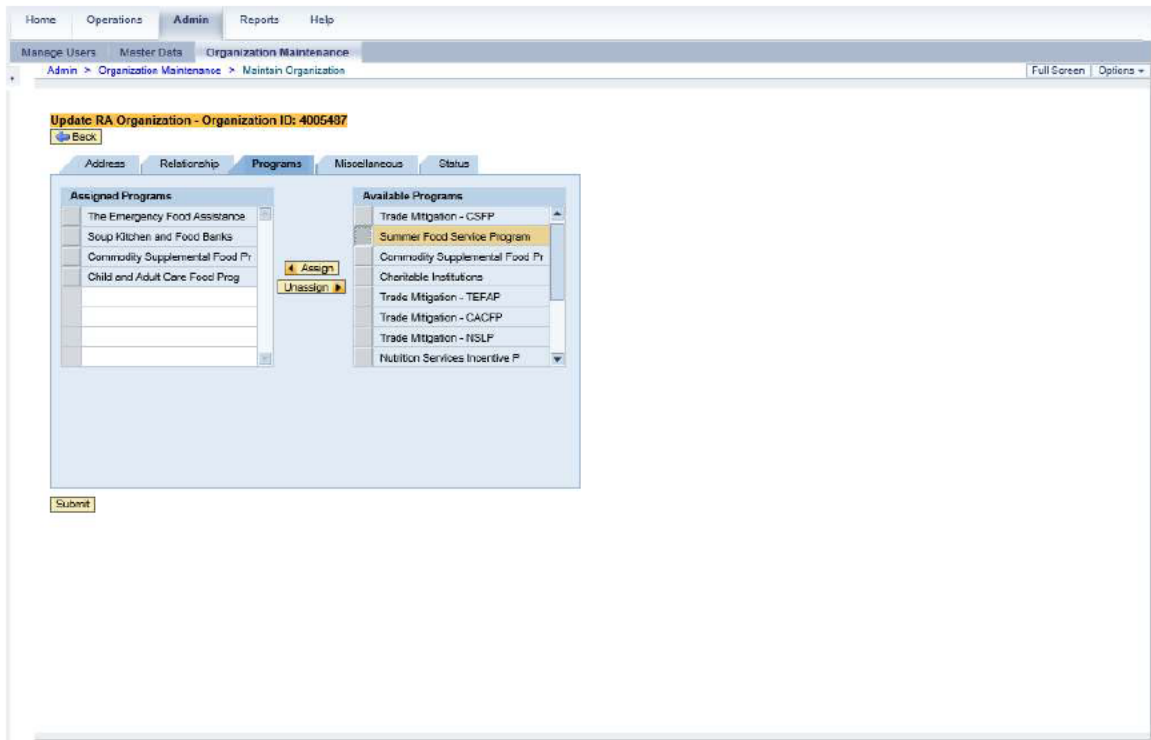 Home Operations Admin Reports Help
Manage Users Master Data Organization Maintenance
Admin > Organization Maintenance > Maintain Organization
Full Screen Options
Update RA Organization - Organization ID: 4005487
Back
Address Relationship Programs Miscellaneous Status
Assigned Programs
The Emergency Food Assistance
Soup Kitchen and Food Banks
Commodity Supplemental Food Pr
Child and Adult Care Food Prog
Assign
Unassign
Available Programs
Trade Mitigation - CSFP
Summer Food Service Program
Commodity Supplemental Food Pr
Charitable Institutions
Trade Mitigation - TEFAP
Trade Mitigation - CACFP
Trade Mitigation - NSLP
Nutrition Services Incentive P
Submit